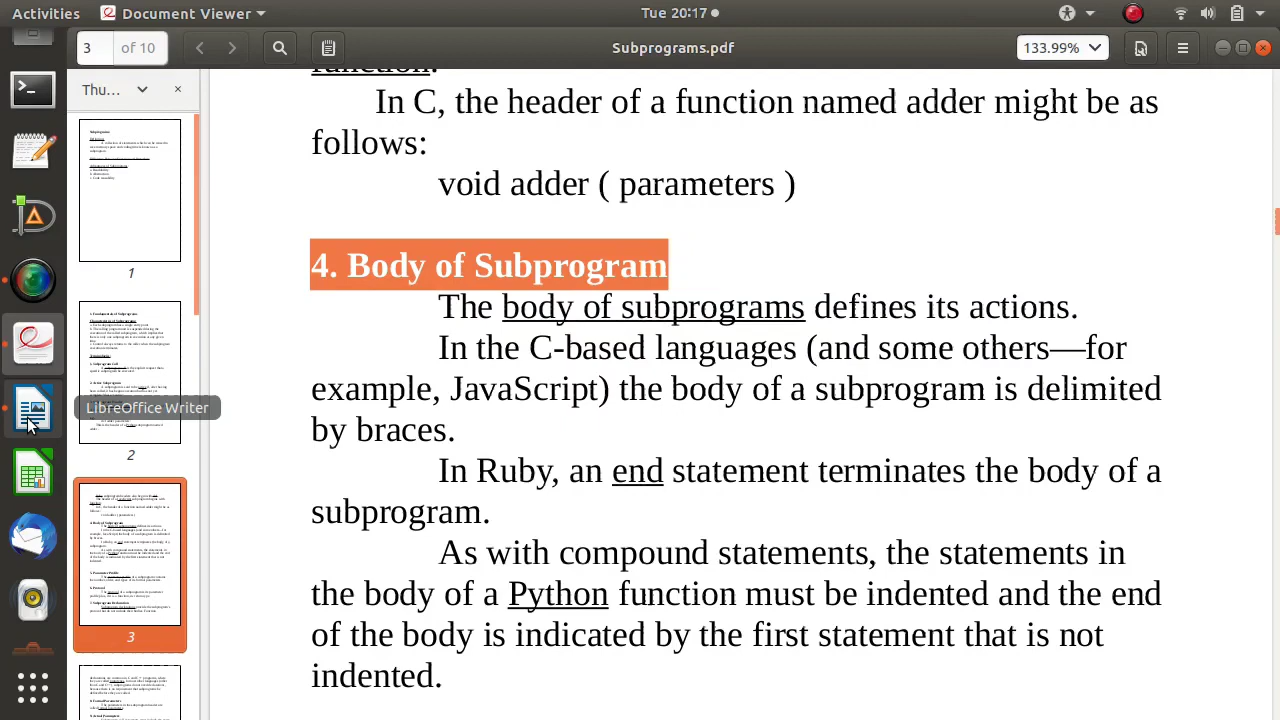 Activities Document Viewer Tue 20:17
3 of 10 Subprograms.pdf 133.99%
Thu...
1
2
3
LibreOffice Writer
function.
In C, the header of a function named adder might be as
follows:
void adder ( parameters )
4. Body of Subprogram
The body of subprograms defines its actions.
In the C-based languages (and some others—for
example, JavaScript) the body of a subprogram is delimited
by braces.
In Ruby, an end statement terminates the body of a
subprogram.
As with compound statements, the statements in
the body of a Python function must be indented and the end
of the body is indicated by the first statement that is not
indented.